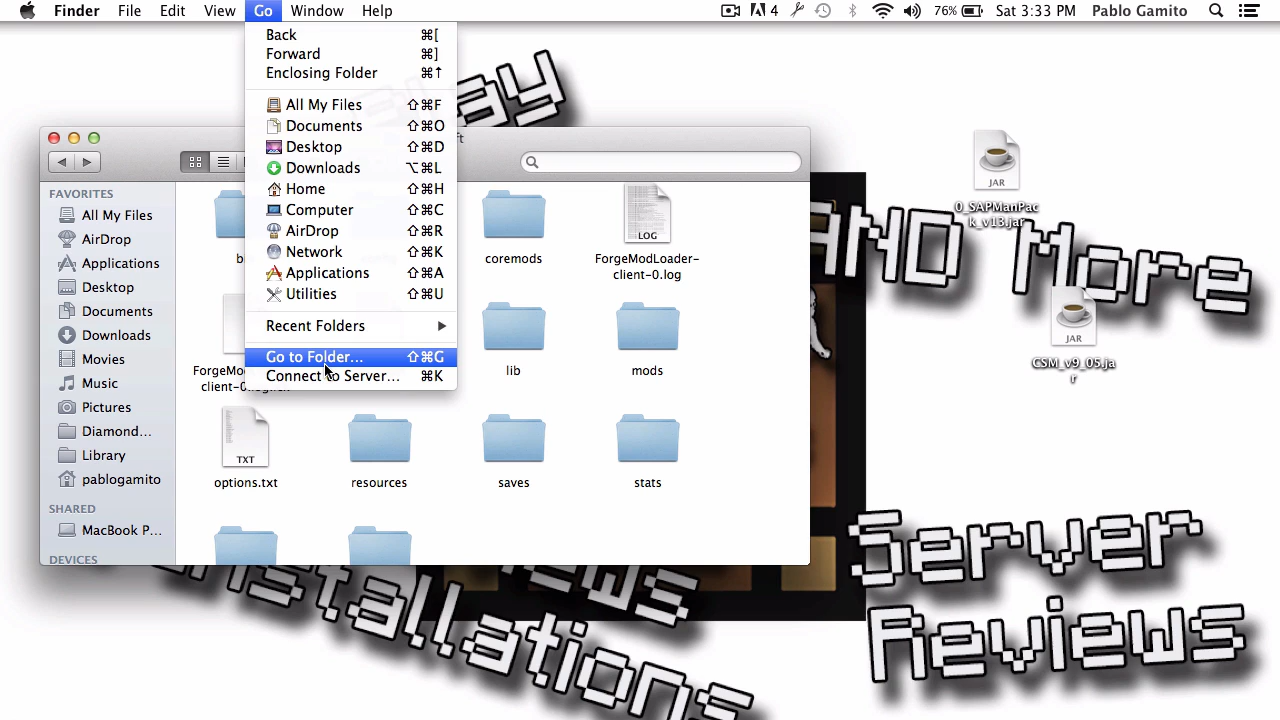 Finder File Edit View Go Window Help 4 76% Sat 3:33 PM Pablo Gamito
Back ⌘[
Forward ⌘]
Enclosing Folder ⌘↑
All My Files ⇧⌘F
Documents ⇧⌘O
Desktop ⇧⌘D
Downloads ⌥⌘L
Home ⇧⌘H
Computer ⇧⌘C
AirDrop ⇧⌘R
Network ⇧⌘K
Applications ⇧⌘A
Utilities ⇧⌘U
Recent Folders
Go to Folder... ⇧⌘G
Connect to Server... ⌘K
FAVORITES
All My Files
AirDrop
Applications
Desktop
Documents
Downloads
Movies
Music
Pictures
Diamond...
Library
pablogamito
SHARED
MacBook P...
DEVICES
coremods
LOG
ForgeModLoader-
client-0.log
lib
mods
TXT
options.txt
resources
saves
stats
JAR
0_SAPManPac
k_v13.jar
JAR
CSM_v9_05.ja
r
AND More
Server
Reviews